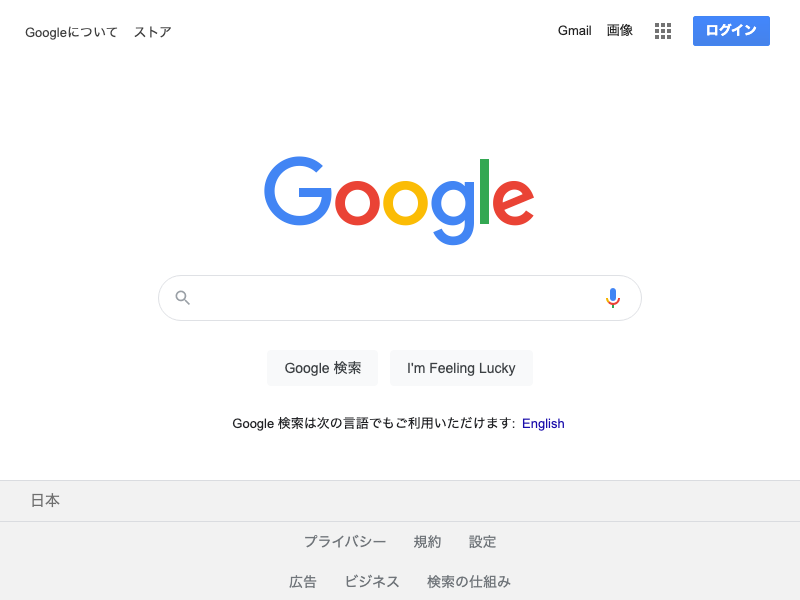 Googleについて ストア Gmail 画像 ログイン
Google
Google 検索 I'm Feeling Lucky
Google 検索は次の言語でもご利用いただけます: English
日本
プライバシー 規約 設定
広告 ビジネス 検索の仕組み